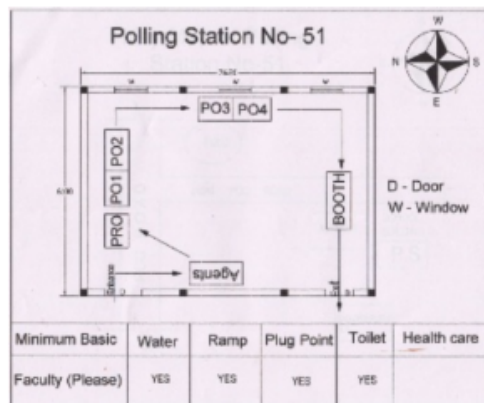 Polling Station No- 51
W
N
S
E
W
W
W
PO3 PO4
PO1 PO2
PRO
Agents
BOOTH
Entrance
D
D
D - Door
W - Window
Minimum Basic Water Ramp Plug Point Toilet Health care
Faculty (Please) YES YES YES YES